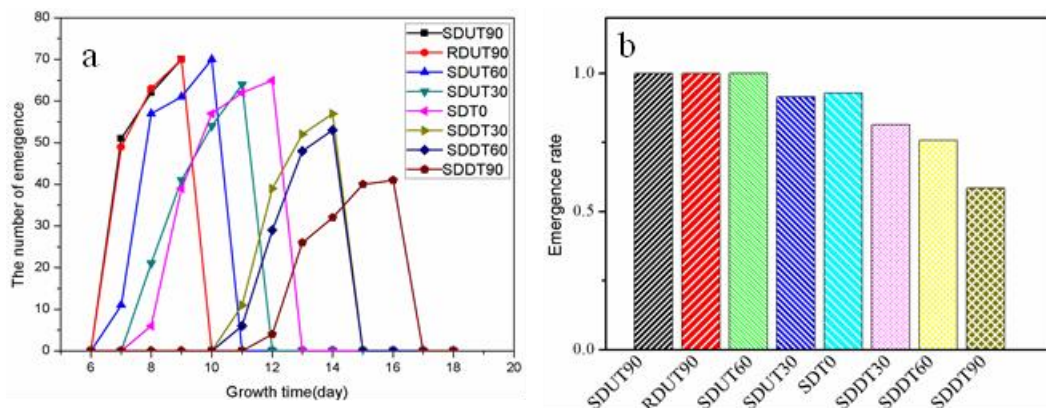 a
The number of emergence
80
70
60
50
40
30
20
10
0
6
8
10
12
14
16
18
20
Growth time(day)
SDUT90
RDUT90
SDUT60
SDUT30
SDT0
SDDT30
SDDT60
SDDT90
b
Emergence rate
1.0
0.5
0.0
SDUT90
RDUT90
SDUT60
SDUT30
SDT0
SDDT30
SDDT60
SDDT90